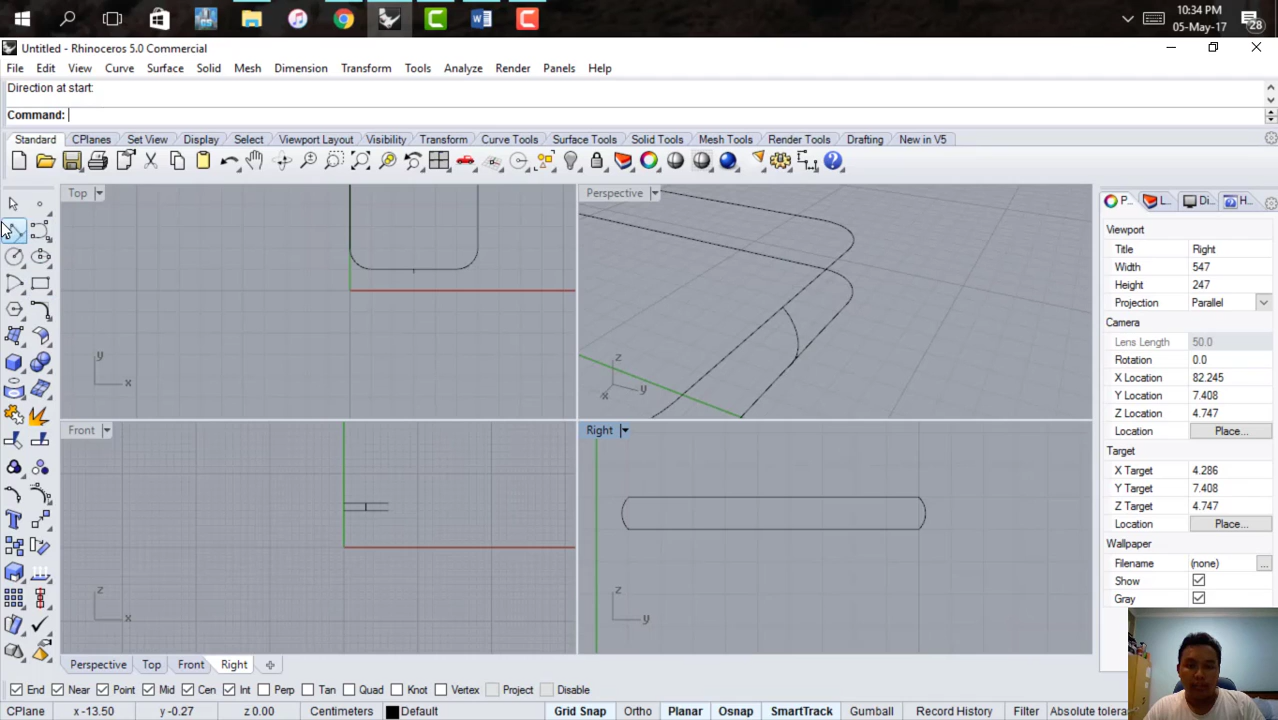 10:34 PM
05-May-17
28
Untitled - Rhinoceros 5.0 Commercial
File Edit View Curve Surface Solid Mesh Dimension Transform Tools Analyze Render Panels Help
Direction at start:
Command:
Standard CPlanes Set View Display Select Viewport Layout Visibility Transform Curve Tools Surface Tools Solid Tools Mesh Tools Render Tools Drafting New in V5
Top
Perspective
P... L... Di... H...
Viewport
Title Right
Width 547
Height 247
Projection Parallel
Camera
Lens Length 50.0
Rotation 0.0
X Location 82.245
Y Location 7.408
Z Location 4.747
Location Place...
Target
X Target 4.286
Y Target 7.408
Z Target 4.747
Location Place...
Wallpaper
Filename (none) ...
Show
Gray
y
x
z
x
y
Front
Right
z
x
z
y
Perspective Top Front Right
End Near Point Mid Cen Int Perp Tan Quad Knot Vertex Project Disable
CPlane x -13.50 y -0.27 z 0.00 Centimeters Default Grid Snap Ortho Planar Osnap SmartTrack Gumball Record History Filter Absolute tolera